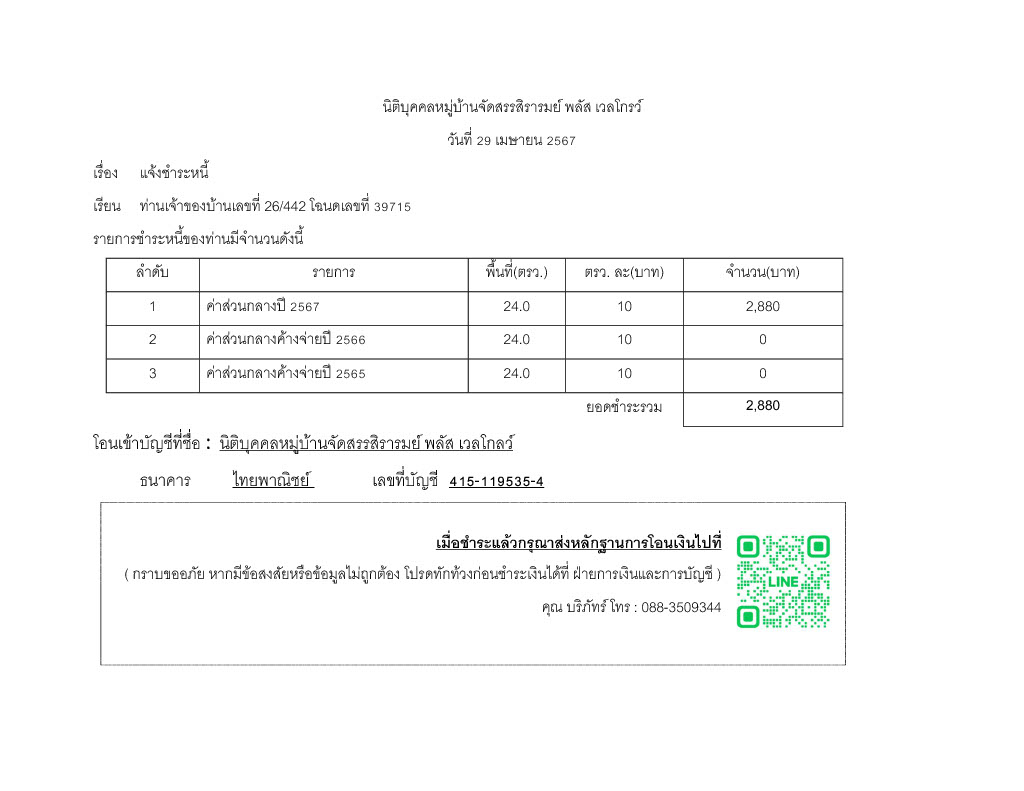 นิติบุคคลหมู่บ้านจัดสรรสิรารมย์ พลัส เวลโกรว์
วันที่ 29 เมษายน 2567
เรื่อง แจ้งชำระหนี้
เรียน ท่านเจ้าของบ้านเลขที่ 26/442 โฉนดเลขที่ 39715
รายการชำระหนี้ของท่านมีจำนวนดังนี้
ลำดับ รายการ พื้นที่(ตรว.) ตรว. ละ(บาท) จำนวน(บาท)
1 ค่าส่วนกลางปี 2567 24.0 10 2,880
2 ค่าส่วนกลางค้างจ่ายปี 2566 24.0 10 0
3 ค่าส่วนกลางค้างจ่ายปี 2565 24.0 10 0
ยอดชำระรวม 2,880
โอนเข้าบัญชีที่ชื่อ : นิติบุคคลหมู่บ้านจัดสรรสิรารมย์ พลัส เวลโกลว์
ธนาคาร ไทยพาณิชย์ เลขที่บัญชี 415-119535-4
เมื่อชำระแล้วกรุณาส่งหลักฐานการโอนเงินไปที่
( กราบขออภัย หากมีข้อสงสัยหรือข้อมูลไม่ถูกต้อง โปรดทักท้วงก่อนชำระเงินได้ที่ ฝ่ายการเงินและการบัญชี )
คุณ บริภัทร์ โทร : 088-3509344
LINE